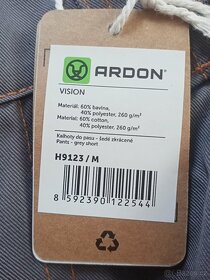 ARDON
VISION
Materiál: 60% bavlna,
40% polyester, 260 g/m²
Material: 60% cotton,
40% polyester, 260 g/m²
Kalhoty do pasu - šedé zkrácené
Pants - grey short
H9123 / M
8 592390 122544